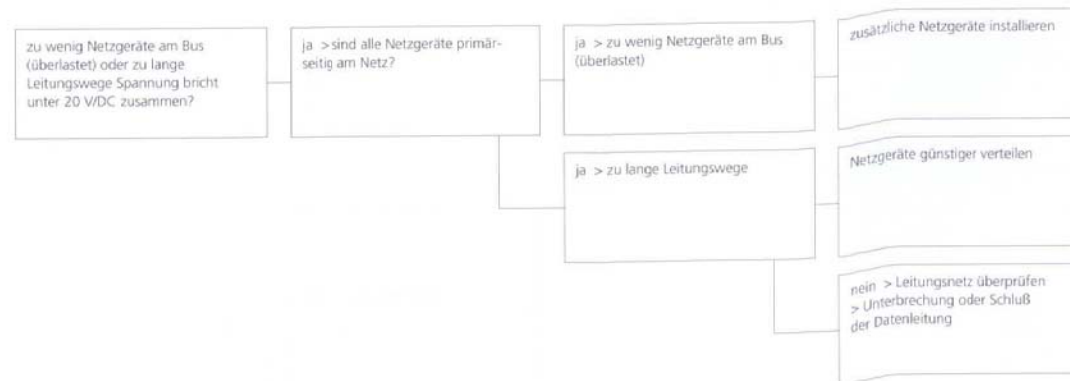 zu wenig Netzgeräte am Bus
(überlastet) oder zu lange
Leitungswege Spannung bricht
unter 20 V/DC zusammen?
ja >sind alle Netzgeräte primär-
seitig am Netz?
ja > zu wenig Netzgeräte am Bus
(überlastet)
zusätzliche Netzgeräte installieren
ja > zu lange Leitungswege
Netzgeräte günstiger verteilen
nein > Leitungsnetz überprüfen
> Unterbrechung oder Schluß
der Datenleitung